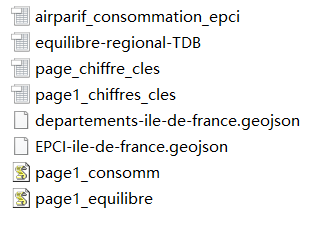 airparif_consommation_epci
equilibre-regional-TDB
page_chiffre_cles
page1_chiffres_cles
departements-ile-de-france.geojson
EPCI-ile-de-france.geojson
page1_consomm
page1_equilibre